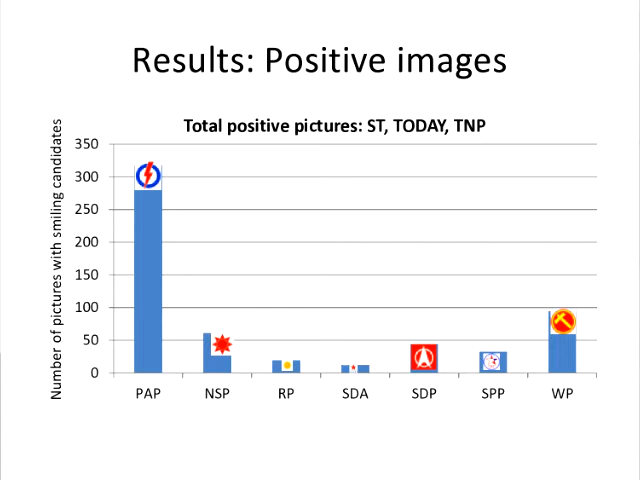 Results: Positive images
Total positive pictures: ST, TODAY, TNP
Number of pictures with smiling candidates
350
300
250
200
150
100
50
0
PAP NSP RP SDA SDP SPP WP